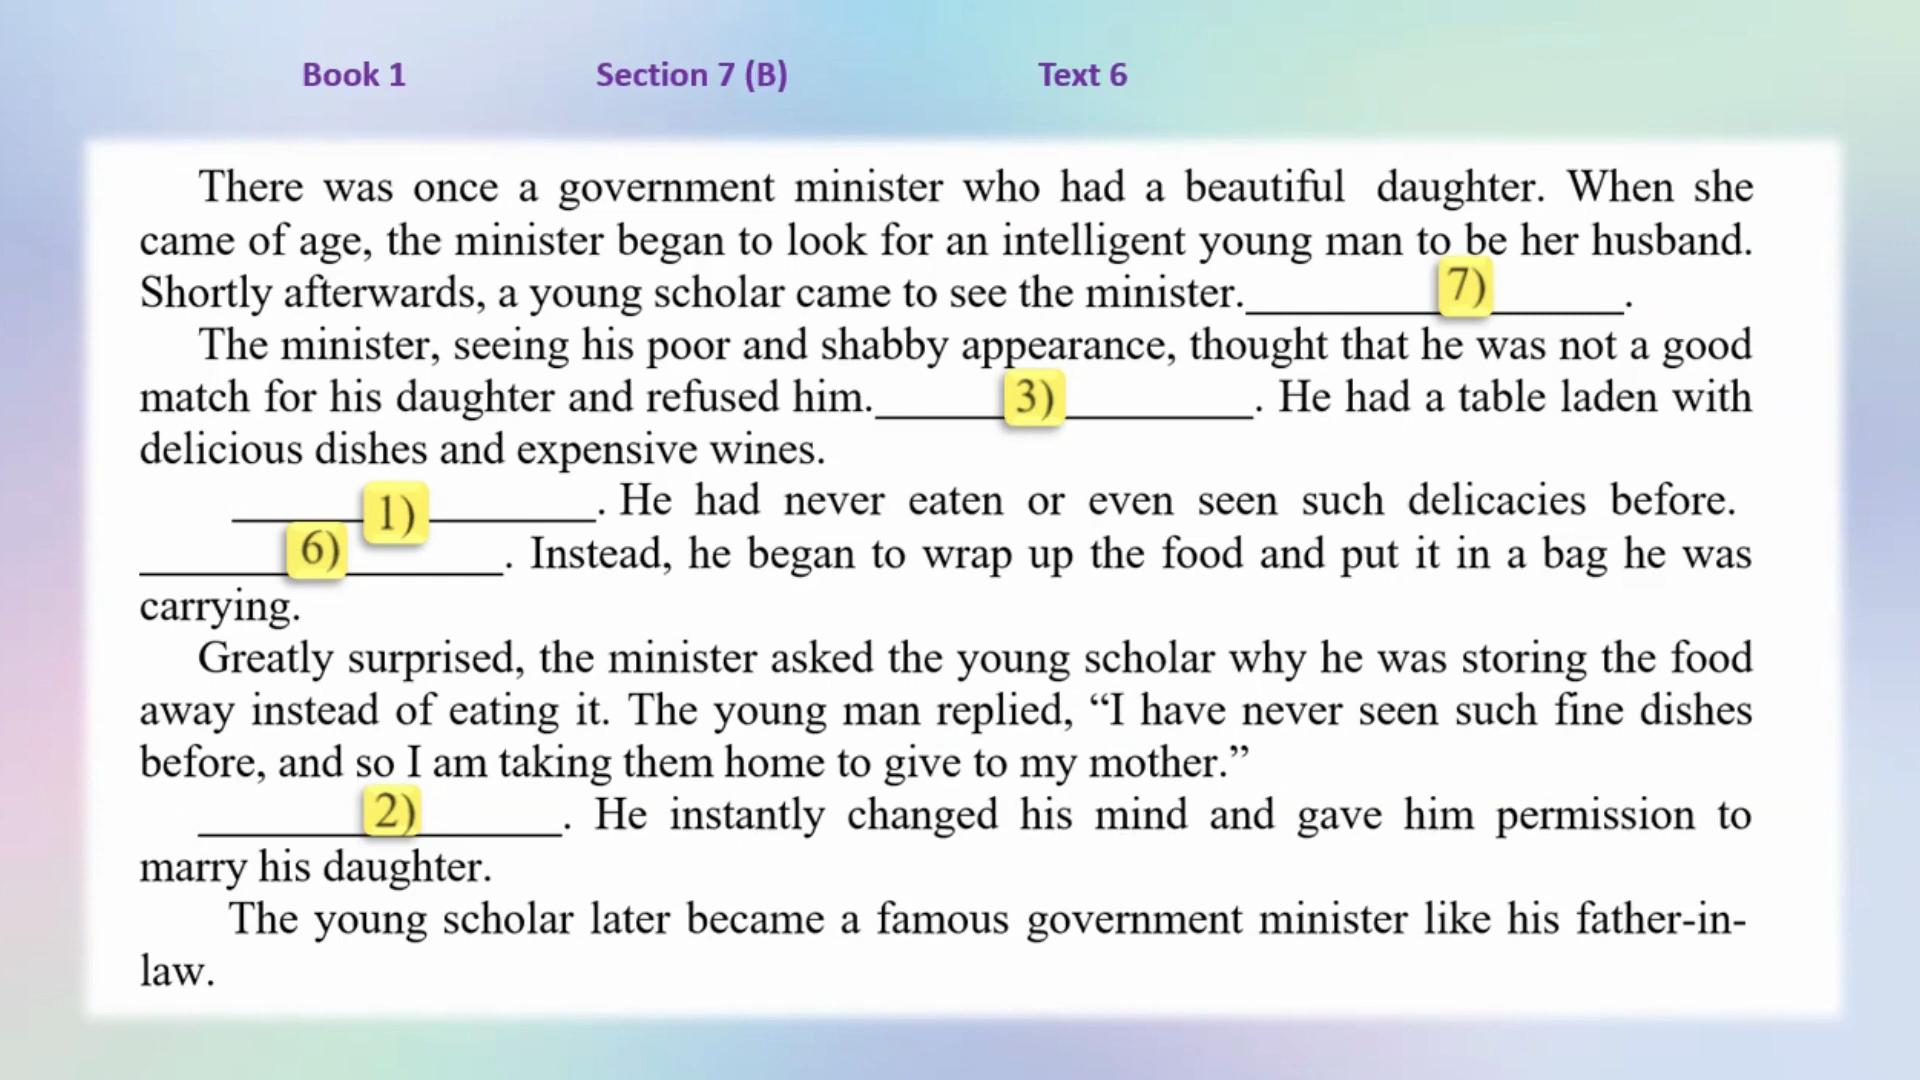 Book 1 Section 7 (B) Text 6
There was once a government minister who had a beautiful daughter. When she
came of age, the minister began to look for an intelligent young man to be her husband.
Shortly afterwards, a young scholar came to see the minister.______7)______.
The minister, seeing his poor and shabby appearance, thought that he was not a good
match for his daughter and refused him.______3)______. He had a table laden with
delicious dishes and expensive wines.
______1)______. He had never eaten or even seen such delicacies before.
______6)______. Instead, he began to wrap up the food and put it in a bag he was
carrying.
Greatly surprised, the minister asked the young scholar why he was storing the food
away instead of eating it. The young man replied, “I have never seen such fine dishes
before, and so I am taking them home to give to my mother.”
______2)______. He instantly changed his mind and gave him permission to
marry his daughter.
The young scholar later became a famous government minister like his father-in-
law.